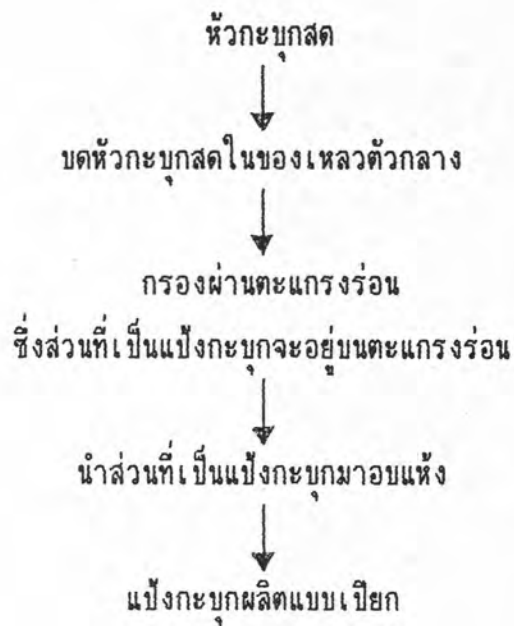 หัวกะบุกสด
บดหัวกะบุกสดในของเหลวตัวกลาง
กรองผ่านตะแกรงร่อน
ซึ่งส่วนที่เป็นแป้งกะบุกจะอยู่บนตะแกรงร่อน
นำส่วนที่เป็นแป้งกะบุกมาอบแห้ง
แป้งกะบุกผลิตแบบเปียก